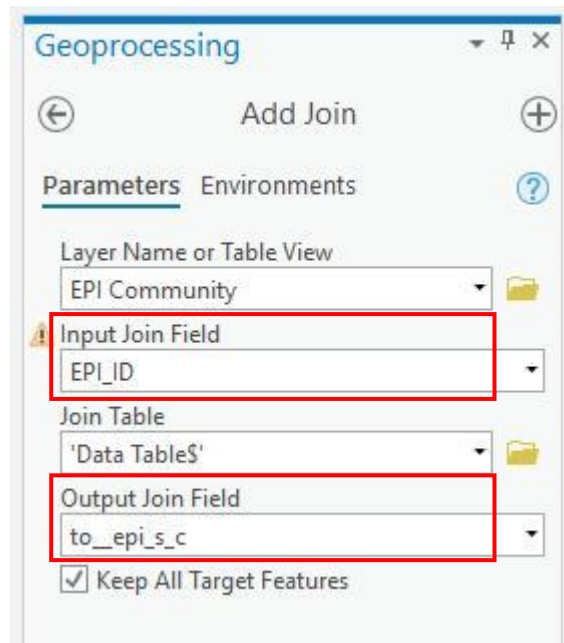 Geoprocessing
Add Join
Parameters Environments
Layer Name or Table View
EPI Community
Input Join Field
EPI_ID
Join Table
'Data Table$'
Output Join Field
to__epi_s_c
Keep All Target Features